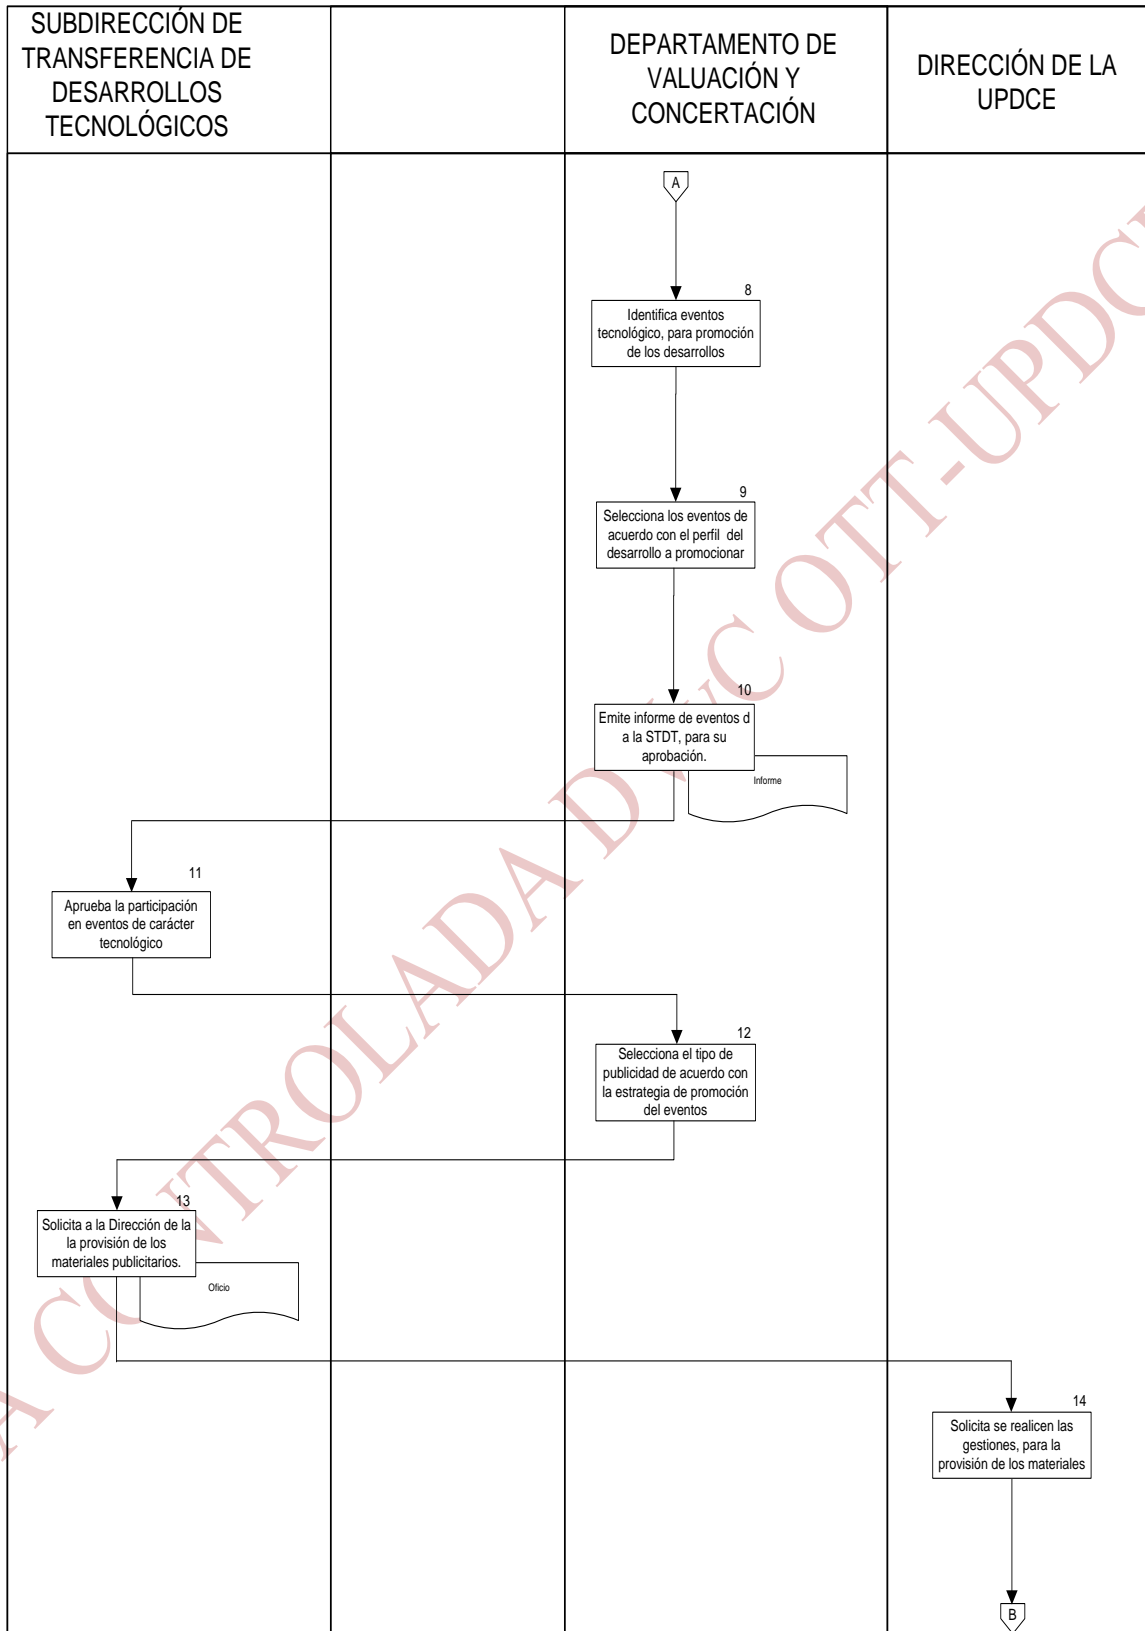 SUBDIRECCIÓN DE
TRANSFERENCIA DE
DESARROLLOS
TECNOLÓGICOS
DEPARTAMENTO DE
VALUACIÓN Y
CONCERTACIÓN
DIRECCIÓN DE LA
UPDCE
A
8
Identifica eventos
tecnológico, para promoción
de los desarrollos
9
Selecciona los eventos de
acuerdo con el perfil del
desarrollo a promocionar
10
Emite informe de eventos d
a la STDT, para su
aprobación.
Informe
11
Aprueba la participación
en eventos de carácter
tecnológico
12
Selecciona el tipo de
publicidad de acuerdo con
la estrategia de promoción
del eventos
13
Solicita a la Dirección de la
la provisión de los
materiales publicitarios.
Oficio
14
Solicita se realicen las
gestiones, para la
provisión de los materiales
B
A CONTROLADA DVyC OTT-UPDCE